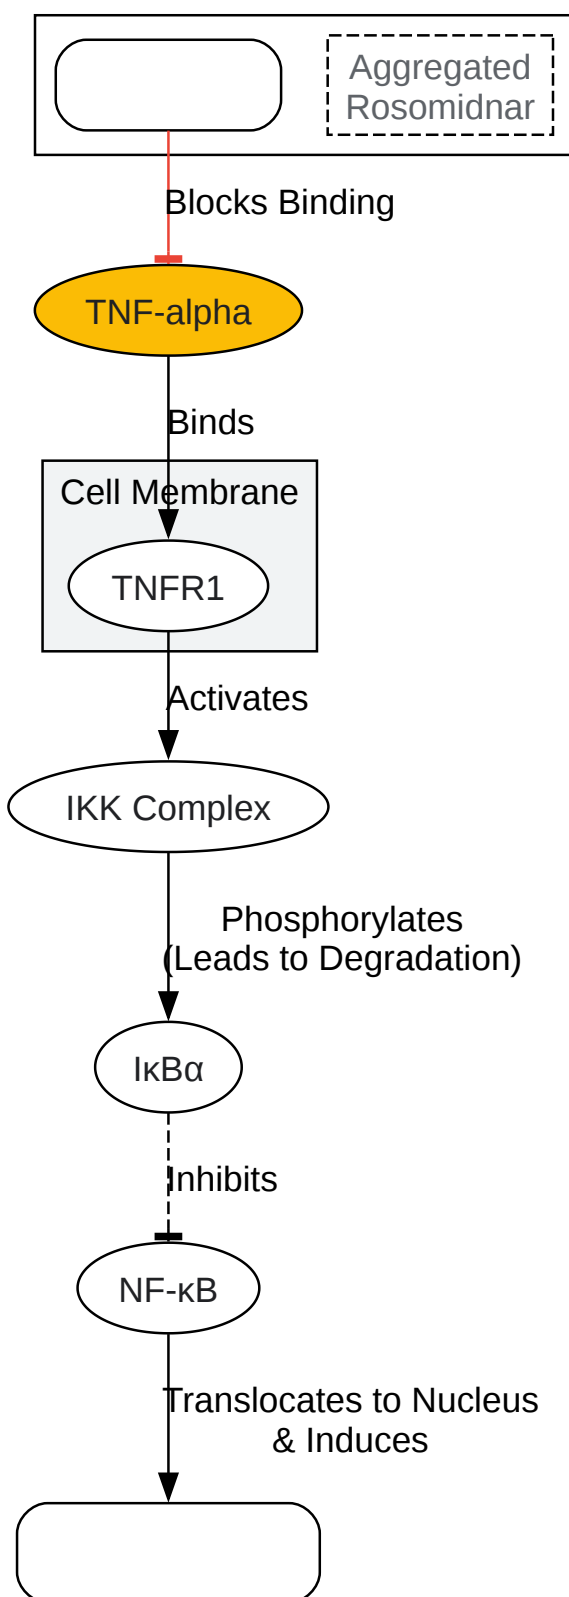 Aggregated
Rosomidnar
Blocks Binding
TNF-alpha
Binds
Cell Membrane
TNFR1
Activates
IKK Complex
Phosphorylates
(Leads to Degradation)
IκBα
Inhibits
NF-κB
Translocates to Nucleus
& Induces